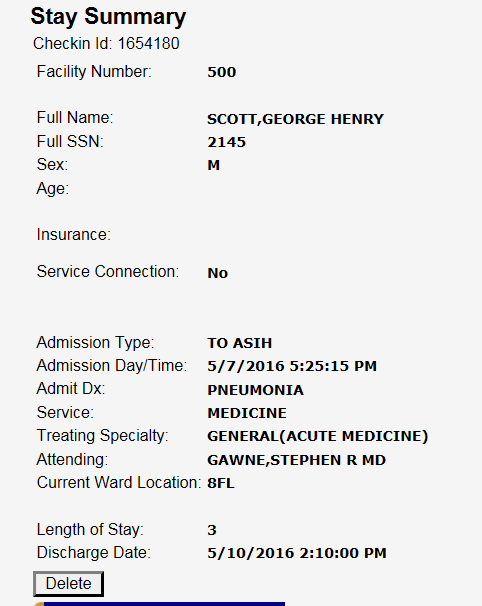 Stay Summary
Checkin Id: 1654180
Facility Number: 500
Full Name: SCOTT,GEORGE HENRY
Full SSN: 2145
Sex: M
Age:
Insurance:
Service Connection: No
Admission Type: TO ASIH
Admission Day/Time: 5/7/2016 5:25:15 PM
Admit Dx: PNEUMONIA
Service: MEDICINE
Treating Specialty: GENERAL(ACUTE MEDICINE)
Attending: GAWNE,STEPHEN R MD
Current Ward Location: 8FL
Length of Stay: 3
Discharge Date: 5/10/2016 2:10:00 PM
Delete